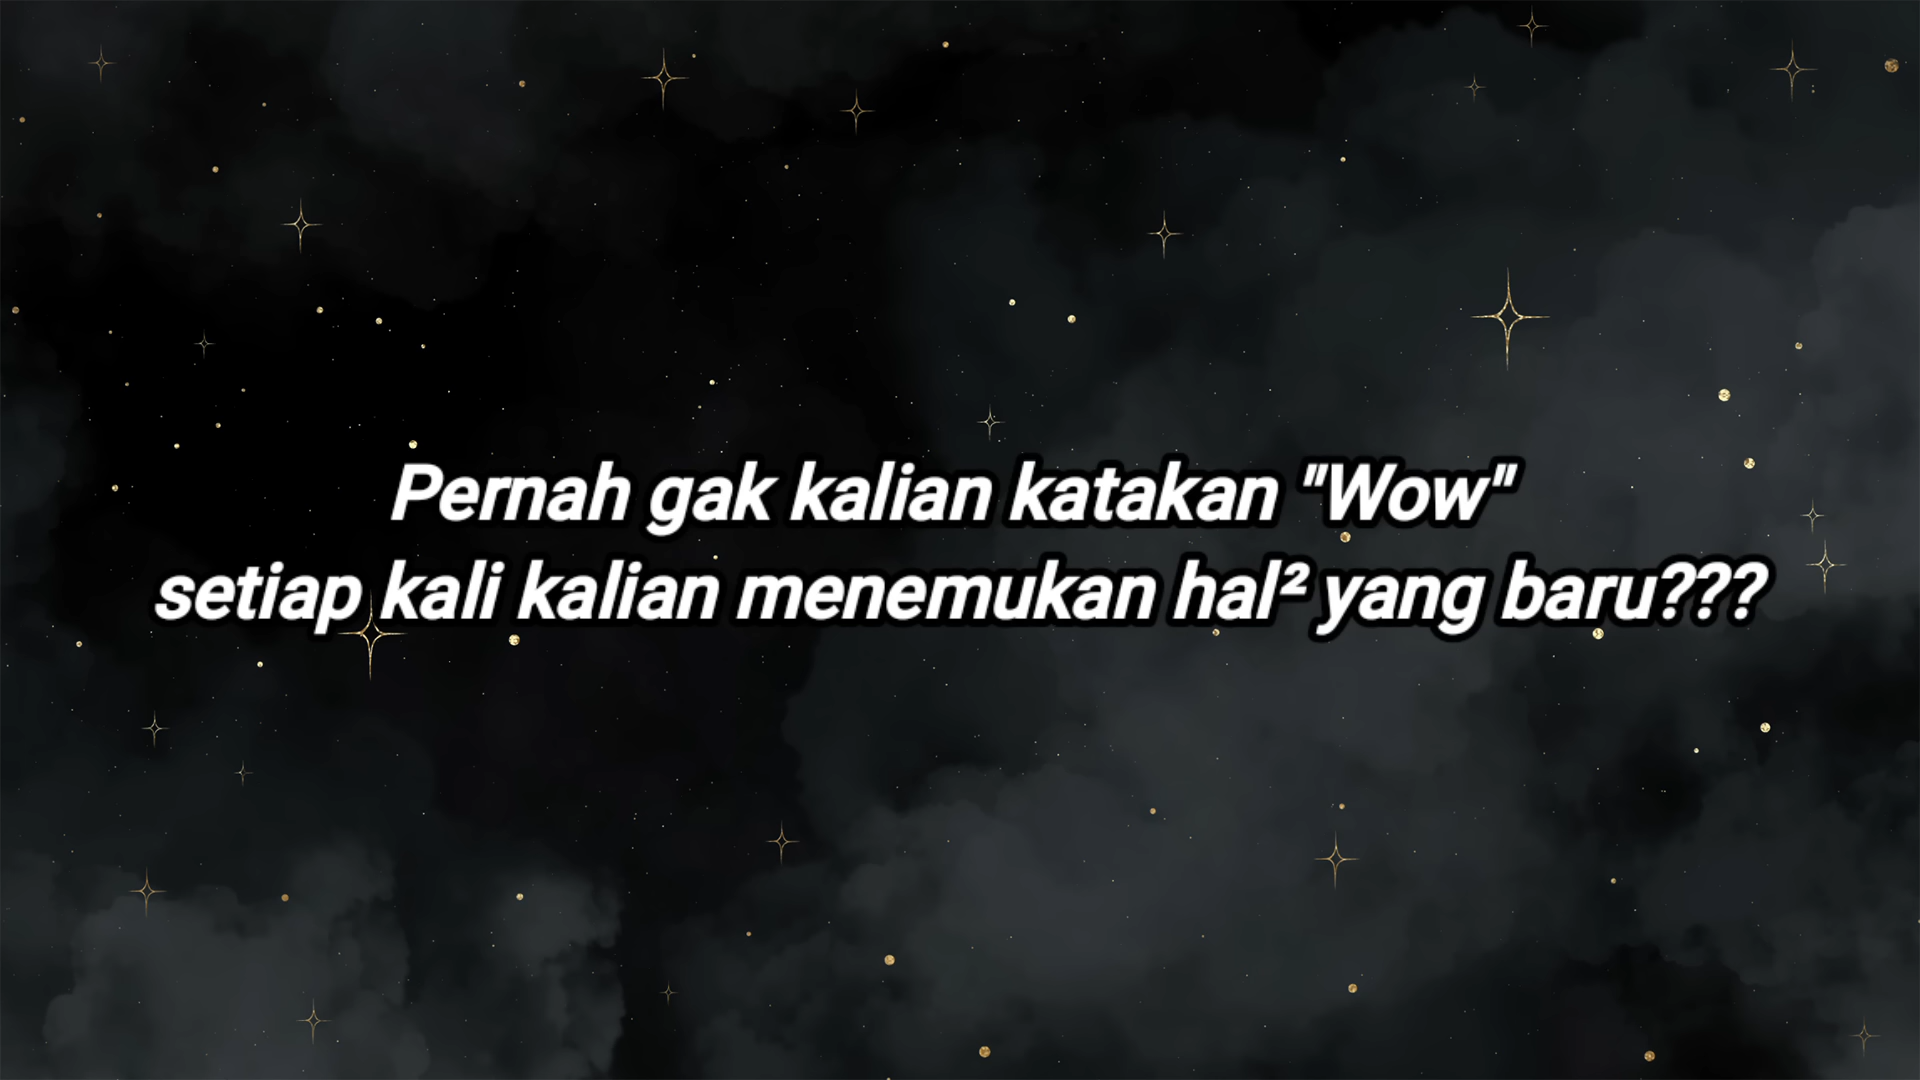 Pernah gak kalian katakan "Wow"
setiap kali kalian menemukan hal² yang baru???